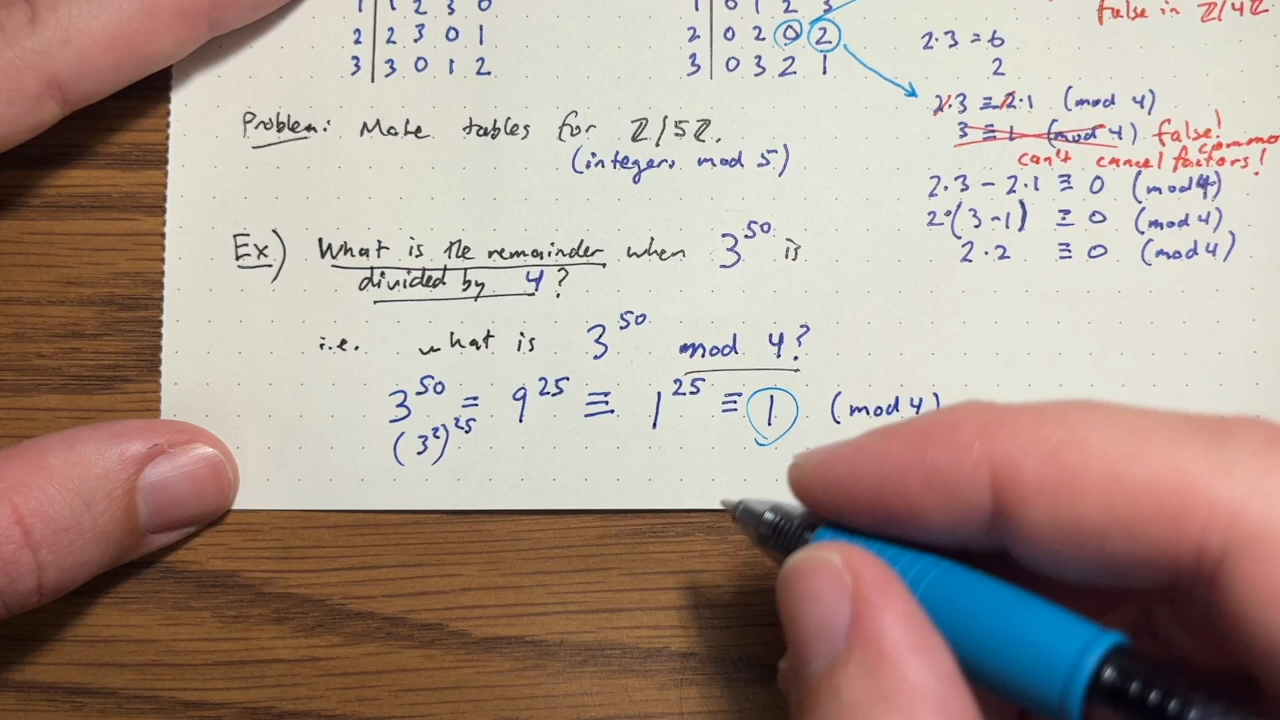 1 | 1 2 3 0
2 | 2 3 0 1
3 | 3 0 1 2
1 | 0 1 2 3
2 | 0 2 0 2
3 | 0 3 2 1
false in Z/4Z
2·3 = 6
2
2·3 ≡ 2·1 (mod 4)
3 ≡ 1 (mod 4) false!
can't cancel common factors!
2·3 - 2·1 ≡ 0 (mod 4)
2·(3-1) ≡ 0 (mod 4)
2·2 ≡ 0 (mod 4)
Problem: Make tables for Z/5Z.
(integers mod 5)
Ex) What is the remainder when 3^50 is
divided by 4?
i.e. what is 3^50 mod 4?
3^50 = 9^25 ≡ 1^25 ≡ 1 (mod 4)
(3^2)^25